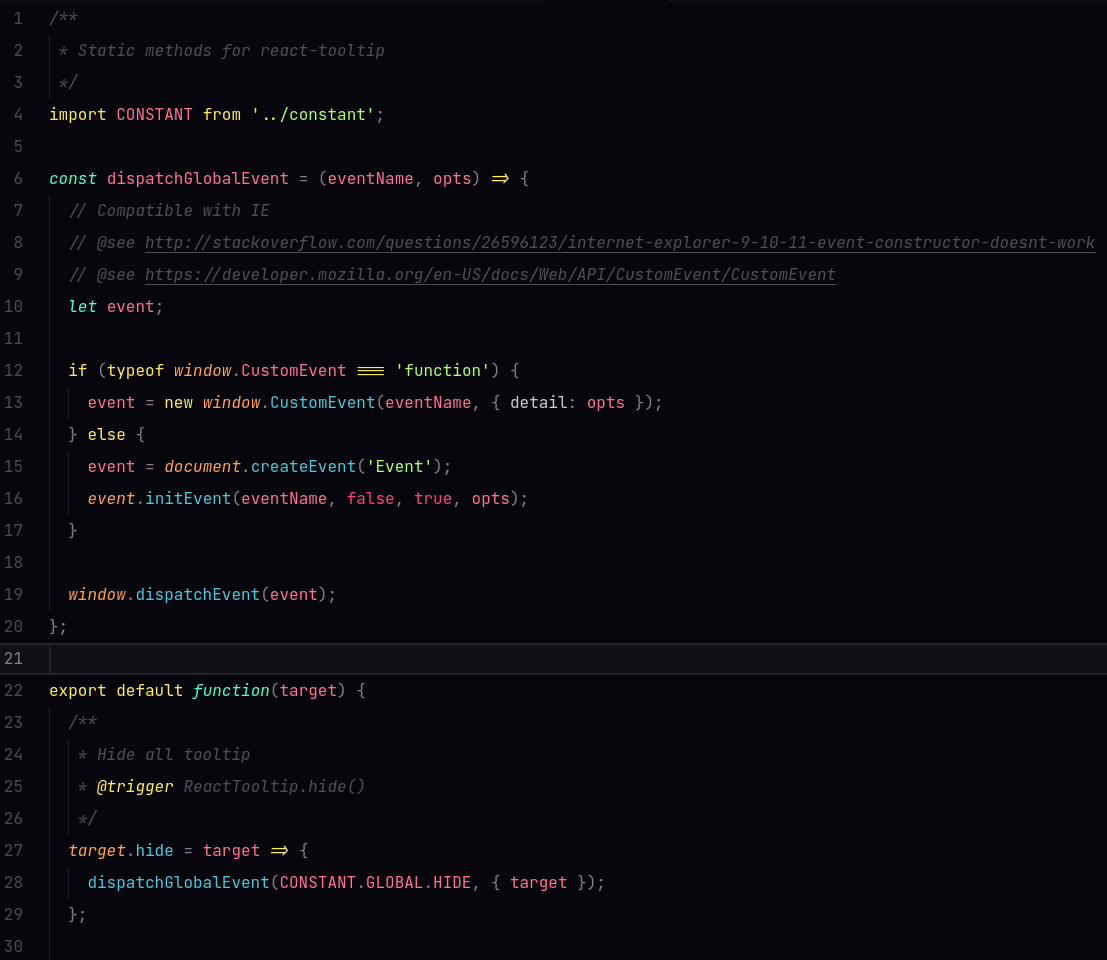 1 /**
2  * Static methods for react-tooltip
3  */
4 import CONSTANT from '../constant';
5
6 const dispatchGlobalEvent = (eventName, opts) => {
7   // Compatible with IE
8   // @see http://stackoverflow.com/questions/26596123/internet-explorer-9-10-11-event-constructor-doesnt-work
9   // @see https://developer.mozilla.org/en-US/docs/Web/API/CustomEvent/CustomEvent
10   let event;
11
12   if (typeof window.CustomEvent === 'function') {
13     event = new window.CustomEvent(eventName, { detail: opts });
14   } else {
15     event = document.createEvent('Event');
16     event.initEvent(eventName, false, true, opts);
17   }
18
19   window.dispatchEvent(event);
20 };
21
22 export default function(target) {
23   /**
24    * Hide all tooltip
25    * @trigger ReactTooltip.hide()
26    */
27   target.hide = target => {
28     dispatchGlobalEvent(CONSTANT.GLOBAL.HIDE, { target });
29   };
30